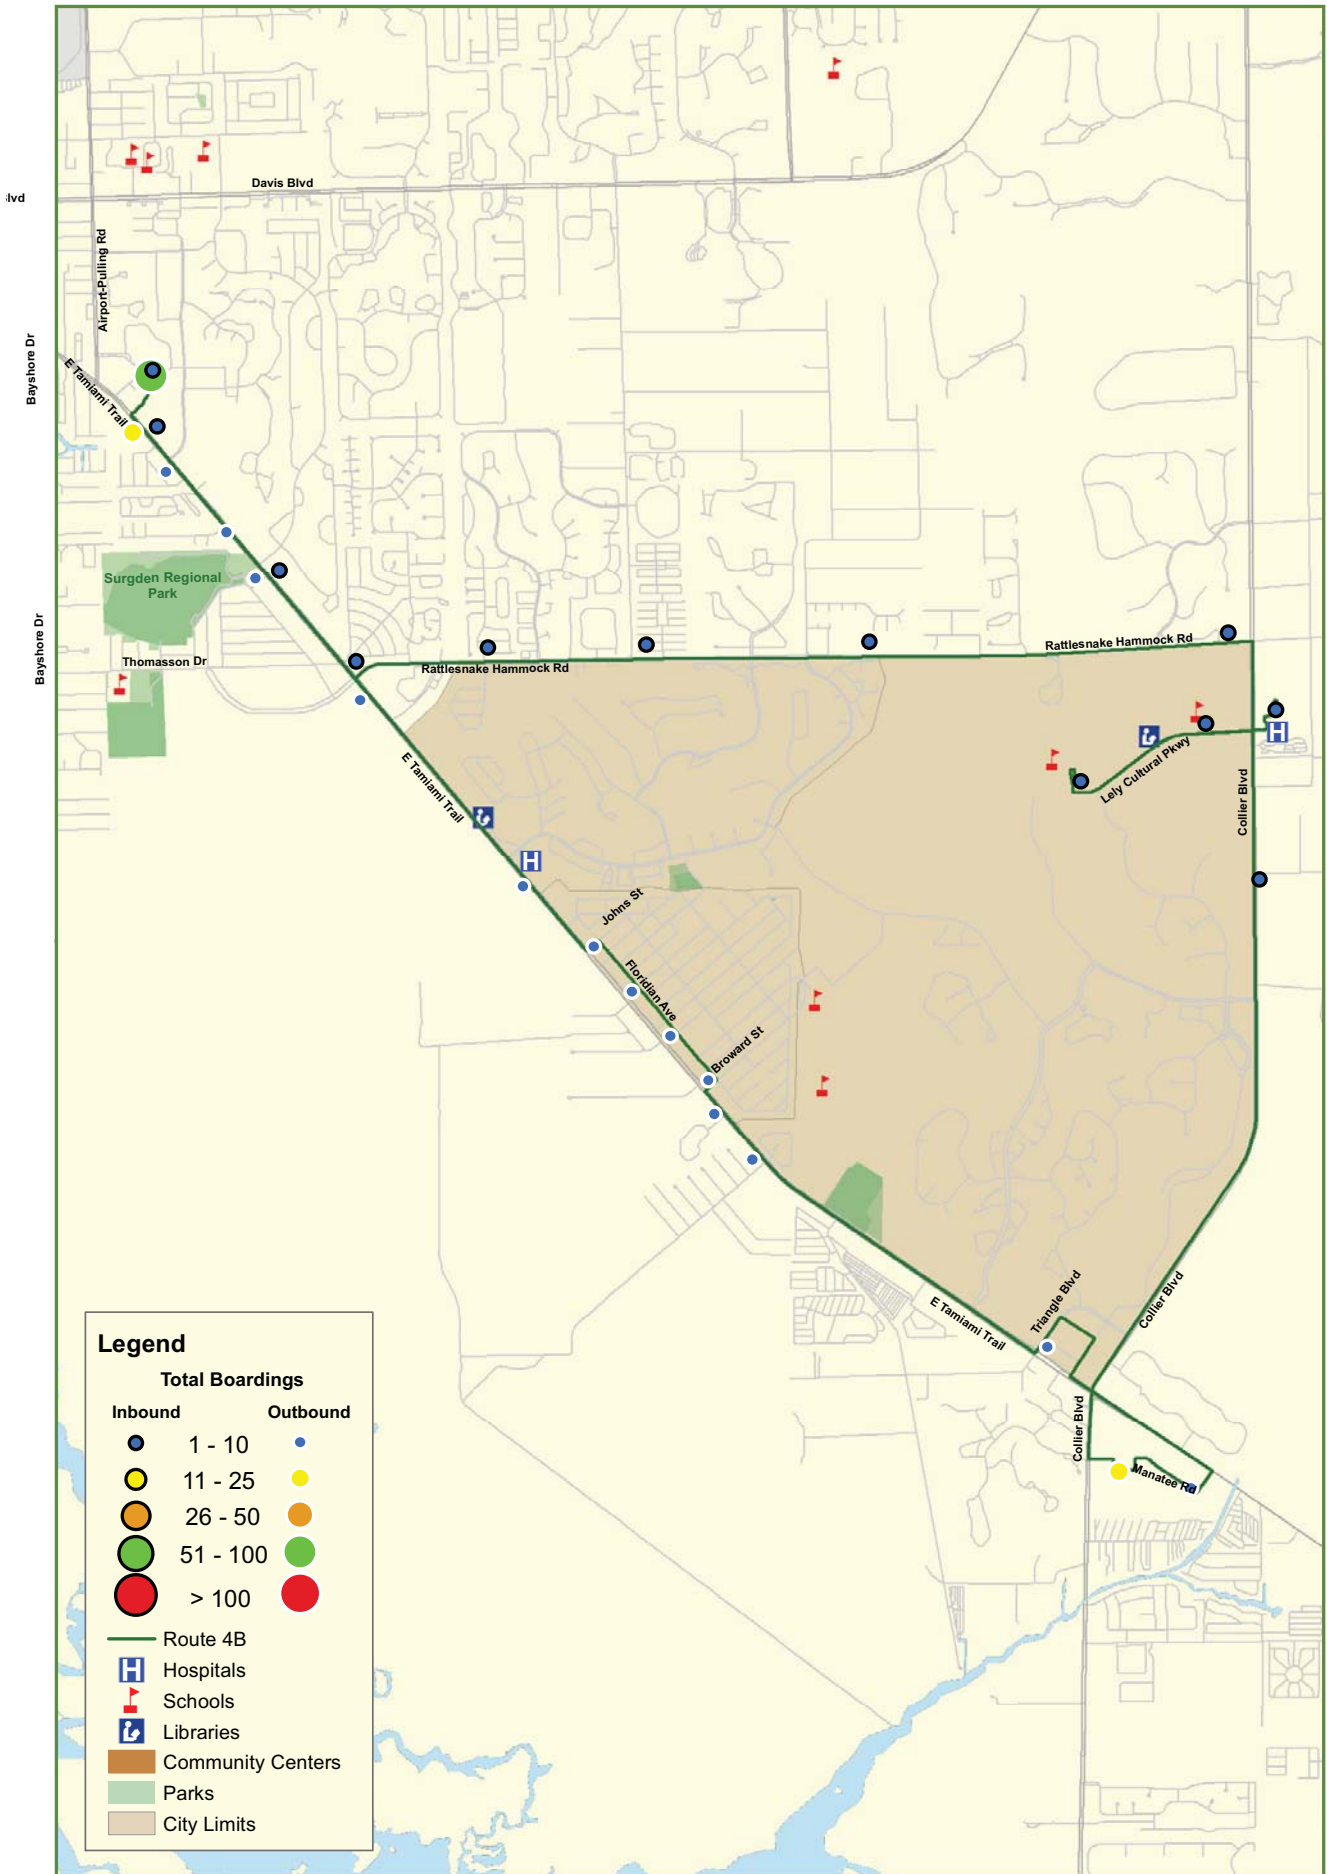 Davis Blvd
lvd
Airport-Pulling Rd
Bayshore Dr
E Tamiami Trail
Surgden Regional
Park
Bayshore Dr
Thomasson Dr
Rattlesnake Hammock Rd
Rattlesnake Hammock Rd
H
Lely Cultural Pkwy
E Tamiami Trail
Collier Blvd
H
Johns St
Floridian Ave
Broward St
Triangle Blvd
Collier Blvd
E Tamiami Trail
Collier Blvd
Manatee Rd
Legend
Total Boardings
Inbound Outbound
1 - 10
11 - 25
26 - 50
51 - 100
> 100
Route 4B
H Hospitals
Schools
Libraries
Community Centers
Parks
City Limits